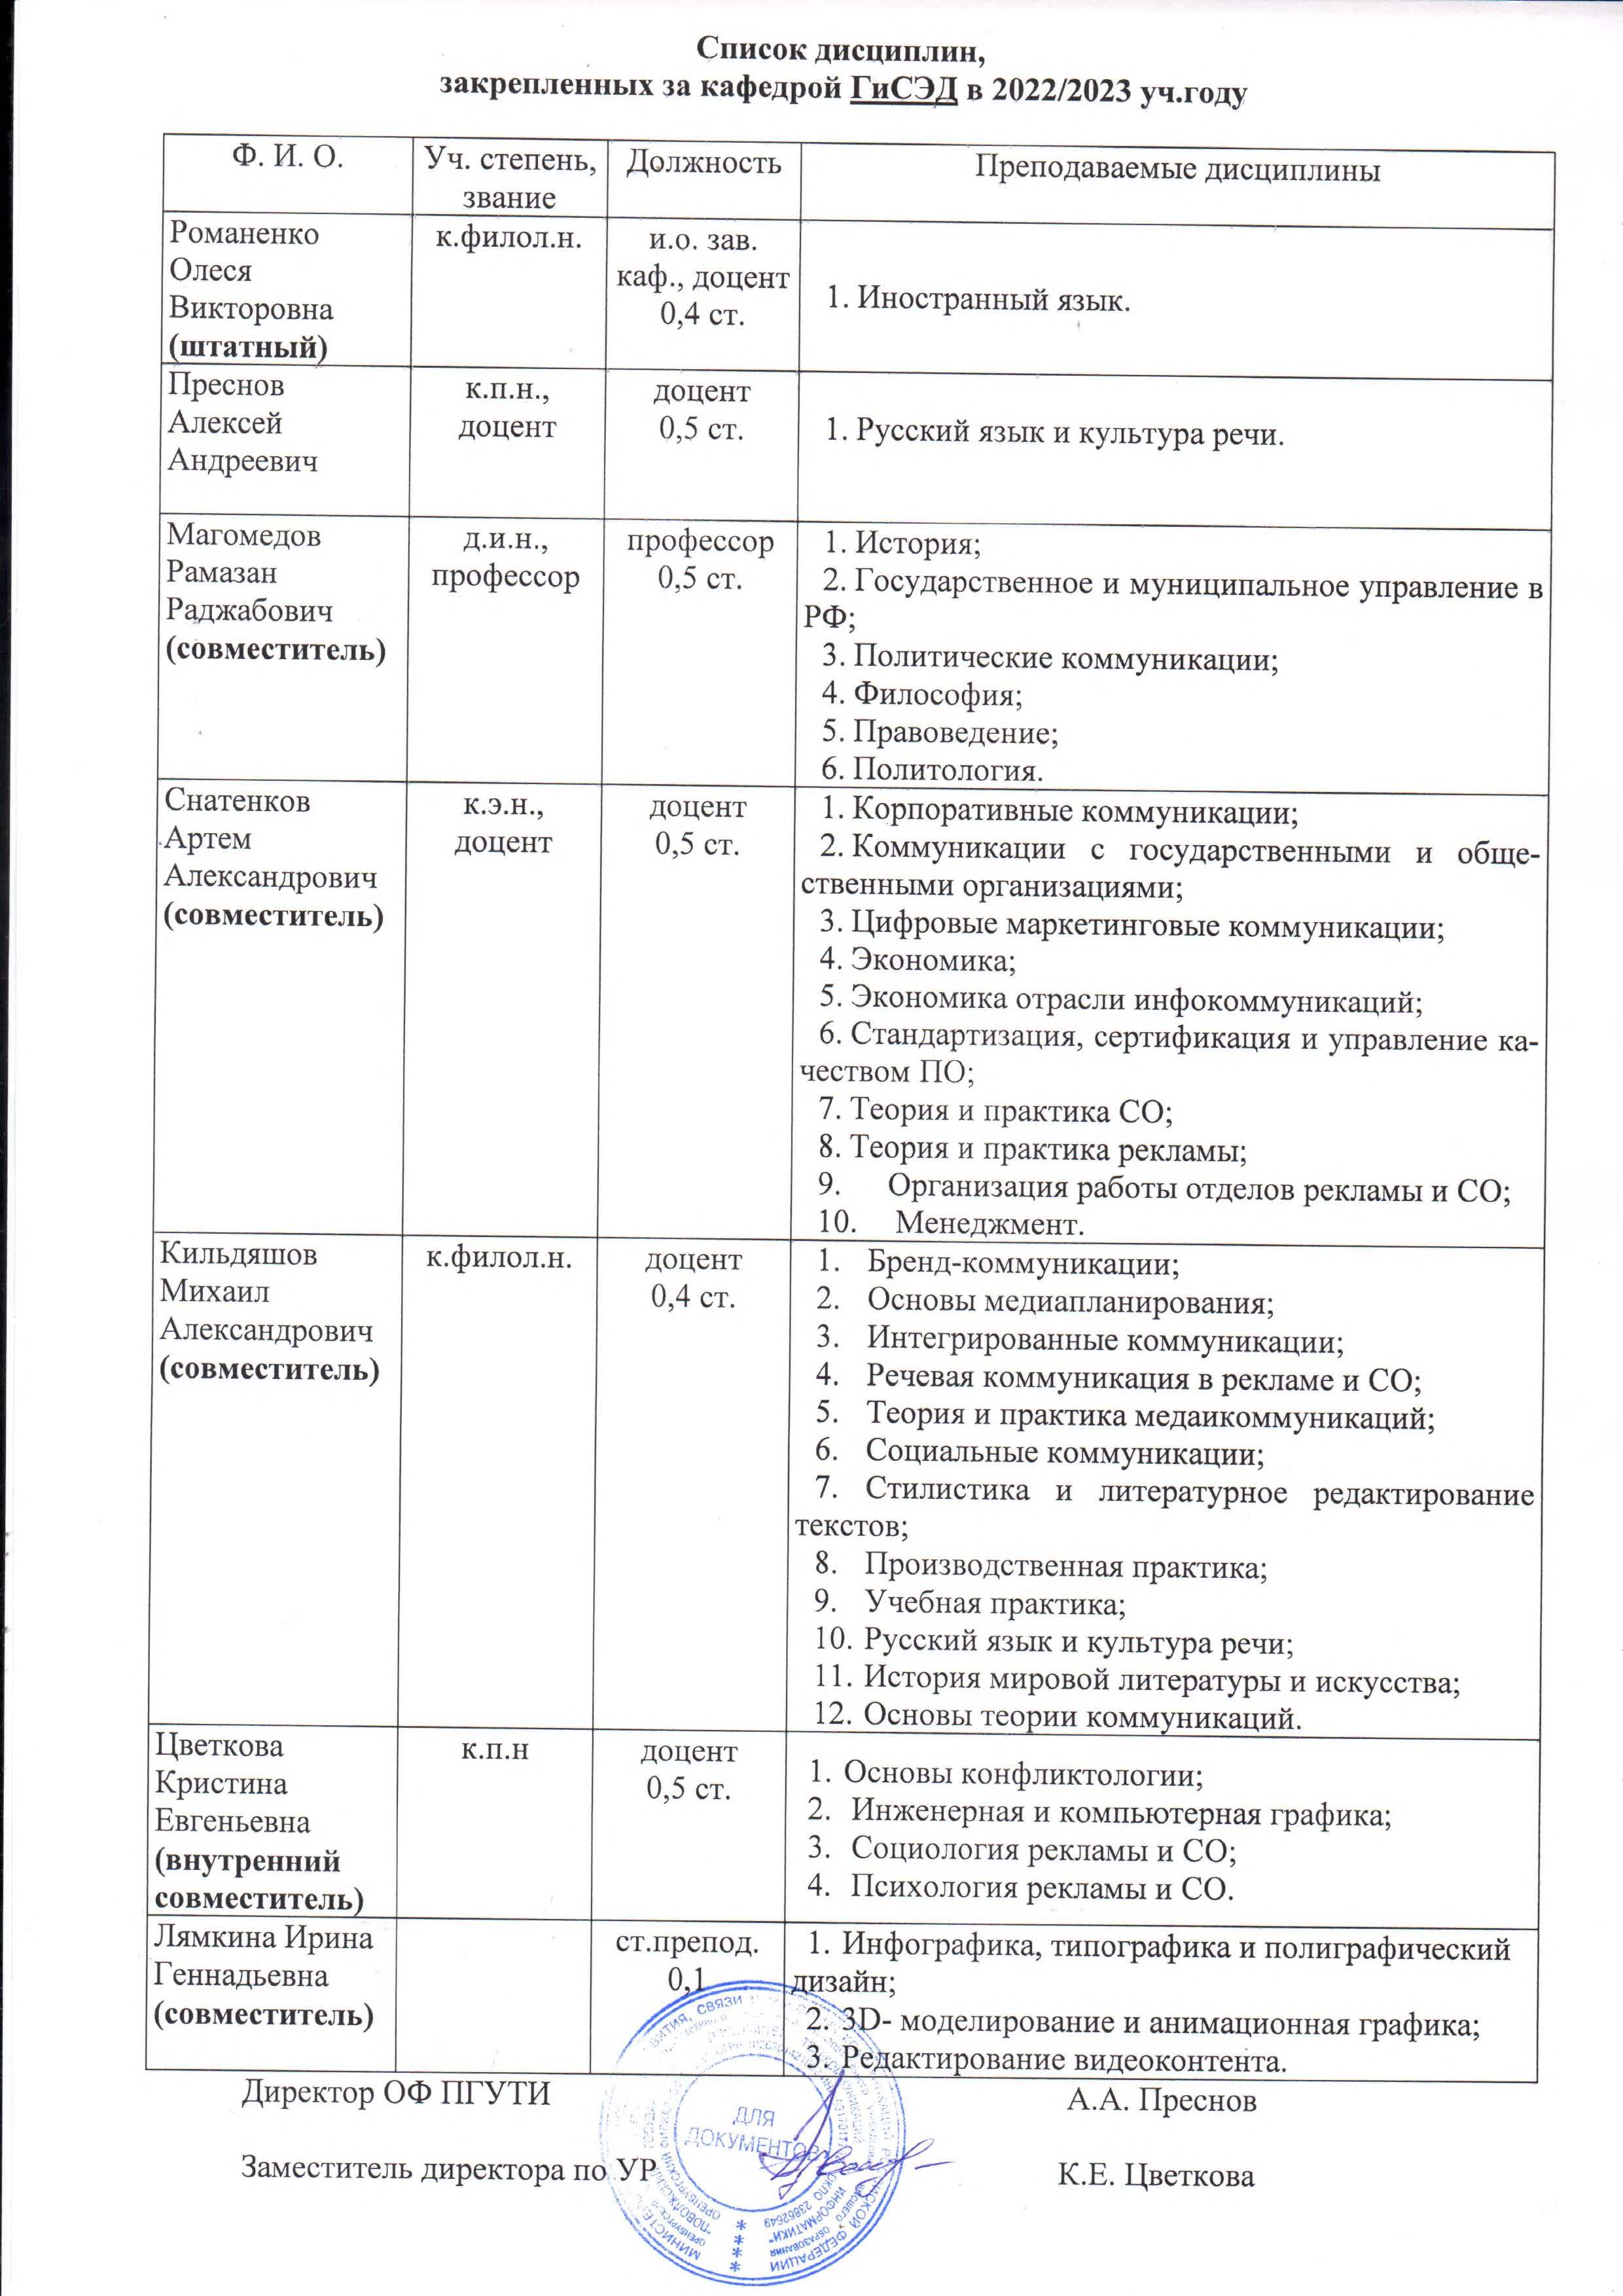 Список дисциплин,
закрепленных за кафедрой ГиСЭД в 2022/2023 уч.году
Ф. И. О.
Уч. степень,
звание
Должность
Преподаваемые дисциплины
Романенко
Олеся
Викторовна
(штатный)
к.филол.н.
и.о. зав.
каф., доцент
0,4 ст.
1. Иностранный язык.
Преснов
Алексей
Андреевич
к.п.н.,
доцент
доцент
0,5 ст.
1. Русский язык и культура речи.
Магомедов
Рамазан
Раджабович
(совместитель)
д.и.н.,
профессор
профессор
0,5 ст.
1. История;
2. Государственное и муниципальное управление в
РФ;
3. Политические коммуникации;
4. Философия;
5. Правоведение;
6. Политология.
Снатенков
Артем
Александрович
(совместитель)
к.э.н.,
доцент
доцент
0,5 ст.
1. Корпоративные коммуникации;
2. Коммуникации с государственными и обще-
ственными организациями;
3. Цифровые маркетинговые коммуникации;
4. Экономика;
5. Экономика отрасли инфокоммуникаций;
6. Стандартизация, сертификация и управление ка-
чеством ПО;
7. Теория и практика СО;
8. Теория и практика рекламы;
9. Организация работы отделов рекламы и СО;
10. Менеджмент.
Кильдяшов
Михаил
Александрович
(совместитель)
к.филол.н.
доцент
0,4 ст.
1. Бренд-коммуникации;
2. Основы медиапланирования;
3. Интегрированные коммуникации;
4. Речевая коммуникация в рекламе и СО;
5. Теория и практика медаикоммуникаций;
6. Социальные коммуникации;
7. Стилистика и литературное редактирование
текстов;
8. Производственная практика;
9. Учебная практика;
10. Русский язык и культура речи;
11. История мировой литературы и искусства;
12. Основы теории коммуникаций.
Цветкова
Кристина
Евгеньевна
(внутренний
совместитель)
к.п.н
доцент
0,5 ст.
1. Основы конфликтологии;
2. Инженерная и компьютерная графика;
3. Социология рекламы и СО;
4. Психология рекламы и СО.
Лямкина Ирина
Геннадьевна
(совместитель)
ст.препод.
0,1
1. Инфографика, типографика и полиграфический
дизайн;
2. 3D- моделирование и анимационная графика;
3. Редактирование видеоконтента.
Директор ОФ ПГУТИ
А.А. Преснов
ДЛЯ
ДОКУМЕНТОВ
Заместитель директора по УР
К.Е. Цветкова